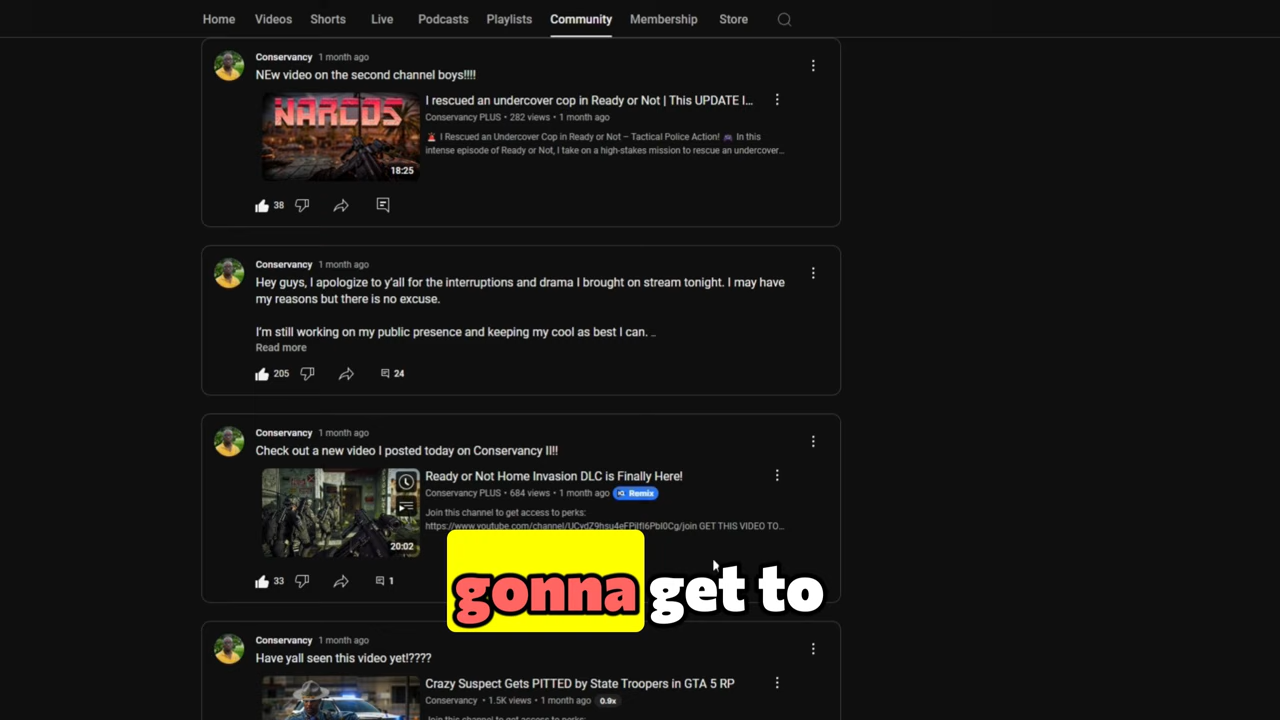 Home Videos Shorts Live Podcasts Playlists Community Membership Store
Conservancy 1 month ago
NEw video on the second channel boys!!!!
NARCOS
18:25
I rescued an undercover cop in Ready or Not | This UPDATE I...
Conservancy PLUS • 282 views • 1 month ago
🚨 I Rescued an Undercover Cop in Ready or Not – Tactical Police Action! 🎮 In this
intense episode of Ready or Not, I take on a high-stakes mission to rescue an undercover...
38
Conservancy 1 month ago
Hey guys, I apologize to y'all for the interruptions and drama I brought on stream tonight. I may have
my reasons but there is no excuse.
I'm still working on my public presence and keeping my cool as best I can. ...
Read more
205 24
Conservancy 1 month ago
Check out a new video I posted today on Conservancy II!!
20:02
Ready or Not Home Invasion DLC is Finally Here!
Conservancy PLUS • 684 views • 1 month ago Remix
Join this channel to get access to perks:
33 1
gonna get to
Conservancy 1 month ago
Have yall seen this video yet!????
Crazy Suspect Gets PITTED by State Troopers in GTA 5 RP
Conservancy • 1.5K views • 1 month ago 0.9x